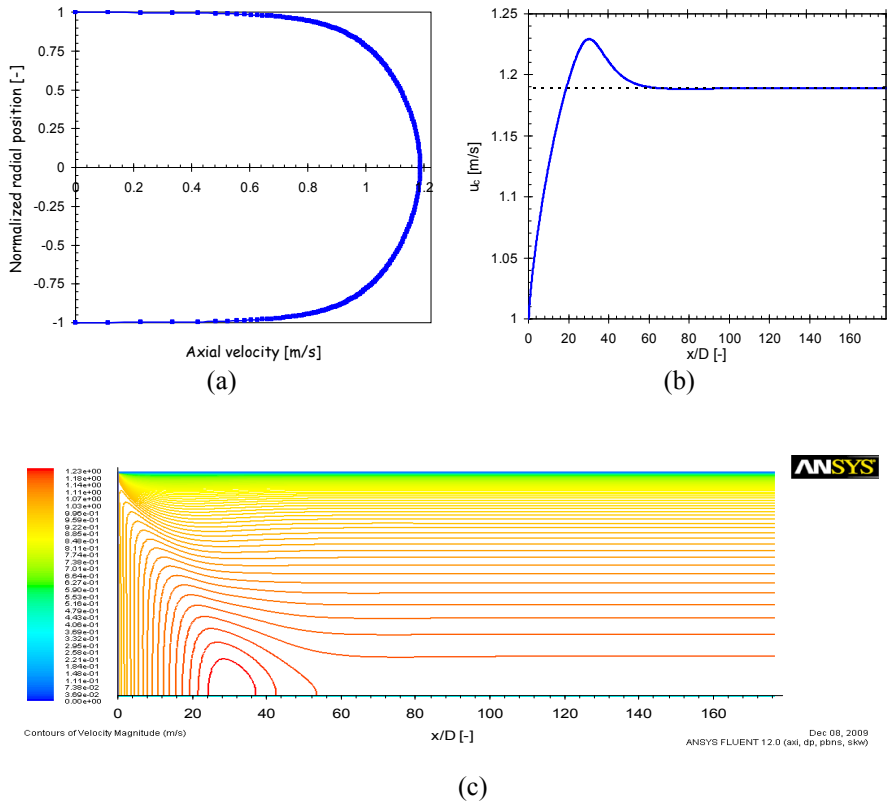 1
0.75
0.5
0.25
0
-0.25
-0.5
-0.75
-1
0 0.2 0.4 0.6 0.8 1 1.2
Normalized radial position [-]
Axial velocity [m/s]
(a)
1.25
1.2
1.15
1.1
1.05
1
0 20 40 60 80 100 120 140 160
u_c [m/s]
x/D [-]
(b)
1.23e+00
1.18e+00
1.14e+00
1.11e+00
1.07e+00
1.03e+00
9.95e-01
9.59e-01
9.22e-01
8.85e-01
8.48e-01
8.11e-01
7.74e-01
7.38e-01
7.01e-01
6.64e-01
6.27e-01
5.90e-01
5.53e-01
5.16e-01
4.79e-01
4.43e-01
4.06e-01
3.69e-01
3.32e-01
2.95e-01
2.58e-01
2.21e-01
1.84e-01
1.48e-01
1.11e-01
7.38e-02
3.69e-02
0.00e+00
ANSYS
0 20 40 60 80 100 120 140 160
x/D [-]
Contours of Velocity Magnitude (m/s)
Dec 08, 2009
ANSYS FLUENT 12.0 (axi, dp, pbns, skw)
(c)